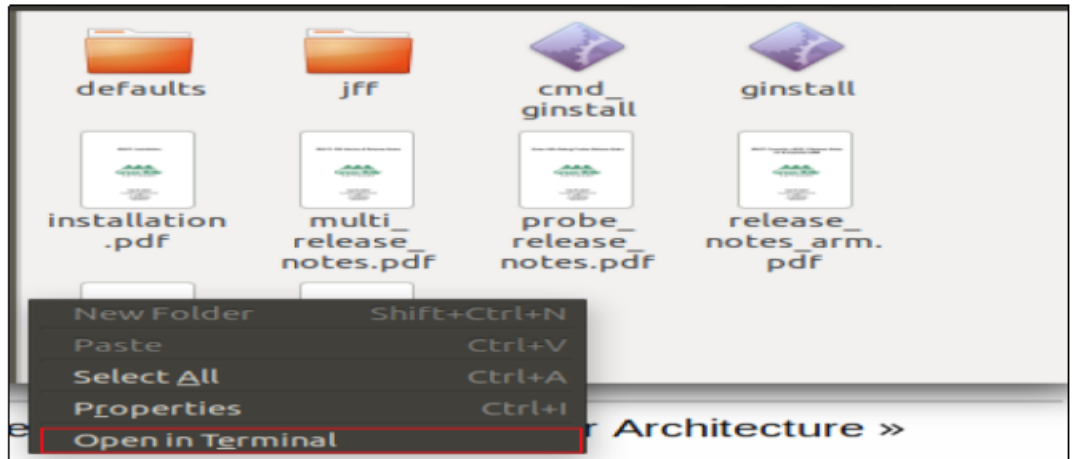 defaults
jff
cmd_
ginstall
ginstall
installation
.pdf
multi_
release_
notes.pdf
probe_
release_
notes.pdf
release_
notes_arm.
pdf
New Folder Shift+Ctrl+N
Paste Ctrl+V
Select All Ctrl+A
Properties Ctrl+I
Open in Terminal
Architecture »